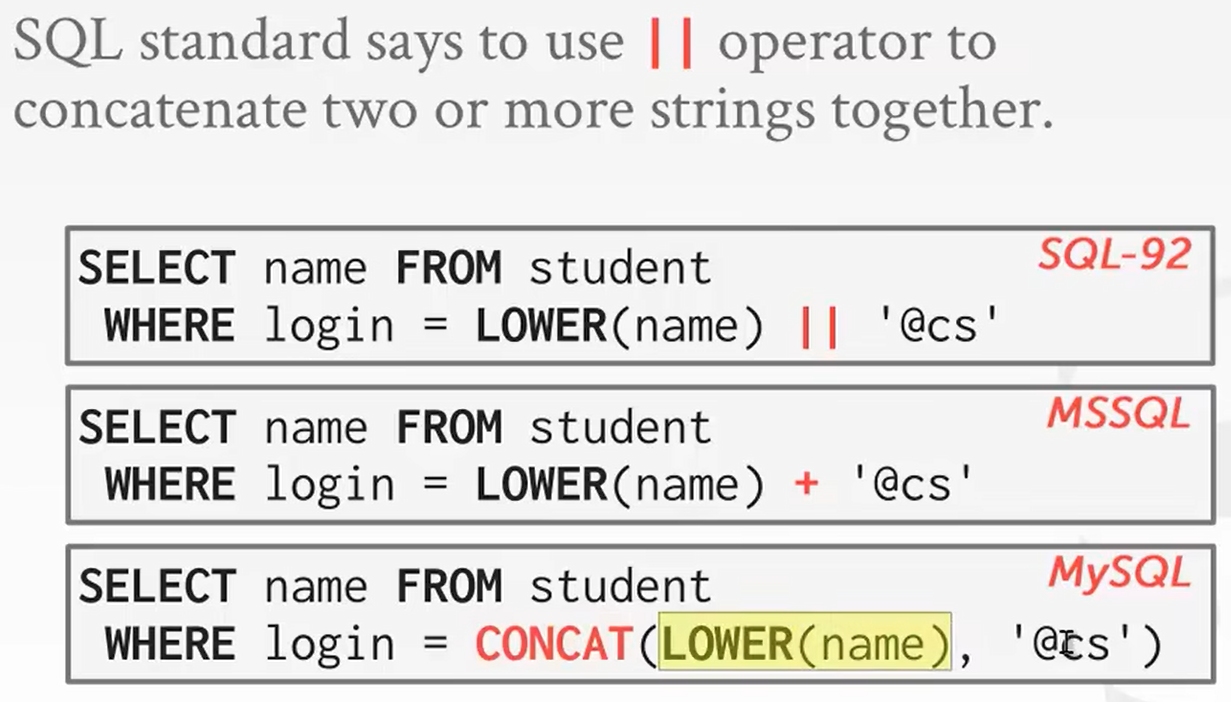 SQL standard says to use || operator to
concatenate two or more strings together.
SELECT name FROM student
SQL-92
WHERE login = LOWER(name) || '@cs'
SELECT name FROM student
MSSQL
WHERE login = LOWER(name) + '@cs'
SELECT name FROM student
MySQL
WHERE login = CONCAT(LOWER(name), '@cs')